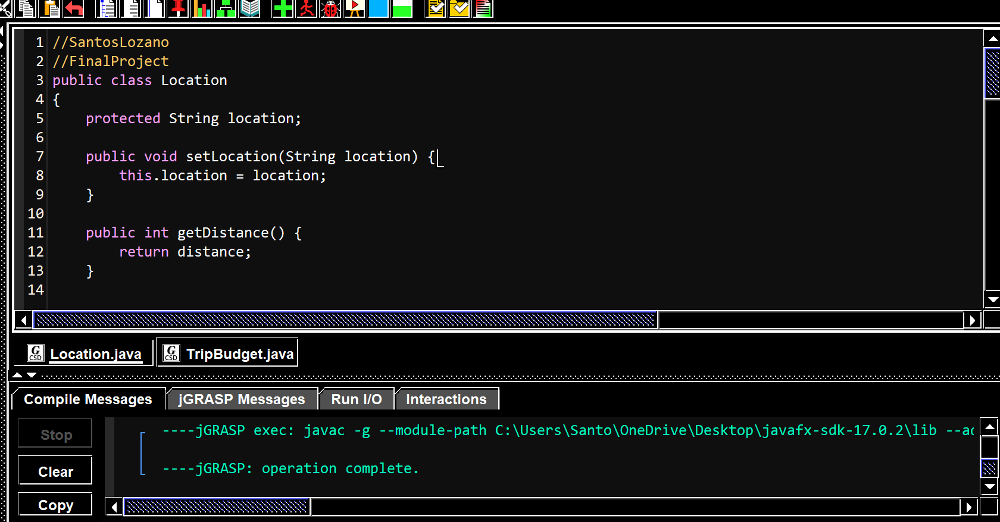 1 //SantosLozano
2 //FinalProject
3 public class Location
4 {
5     protected String location;
6
7     public void setLocation(String location) {
8         this.location = location;
9     }
10
11     public int getDistance() {
12         return distance;
13     }
14
G CSD Location.java G CSD TripBudget.java
Compile Messages jGRASP Messages Run I/O Interactions
Stop
Clear
Copy
----jGRASP exec: javac -g --module-path C:\Users\Santo\OneDrive\Desktop\javafx-sdk-17.0.2\lib
----jGRASP: operation complete.